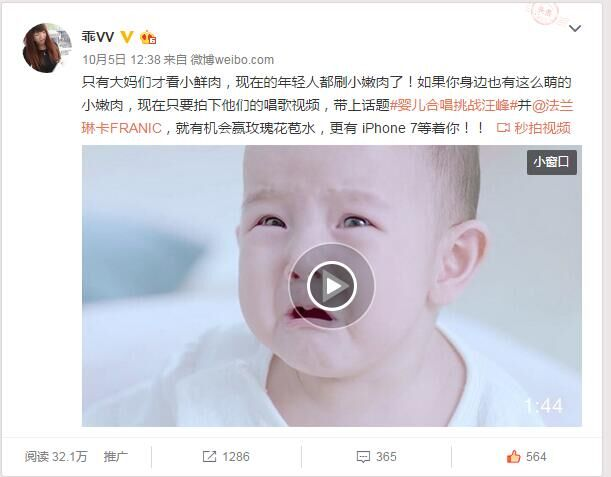 头条
乖VV
10月5日 12:38 来自 微博weibo.com
只有大妈们才看小鲜肉，现在的年轻人都刷小嫩肉了！如果你身边也有这么萌的
小嫩肉，现在只要拍下他们的唱歌视频，带上话题#婴儿合唱挑战汪峰#并@法兰
琳卡FRANIC，就有机会赢玫瑰花苞水，更有 iPhone 7等着你！！ 秒拍视频
小窗口
1:44
阅读 32.1万 推广 1286 365 564